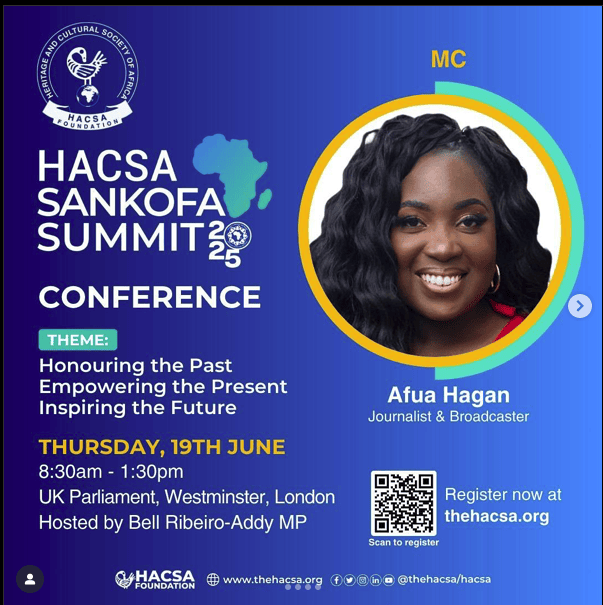 HERITAGE AND CULTURAL SOCIETY OF AFRICA
HACSA
FOUNDATION
MC
HACSA
SANKOFA
SUMMIT 2025
CONFERENCE
THEME:
Honouring the Past
Empowering the Present
Inspiring the Future
Afua Hagan
Journalist & Broadcaster
THURSDAY, 19TH JUNE
8:30am - 1:30pm
UK Parliament, Westminster, London
Hosted by Bell Ribeiro-Addy MP
Register now at
thehacsa.org
Scan to register
HACSA
FOUNDATION
www.thehacsa.org
@thehacsa/hacsa